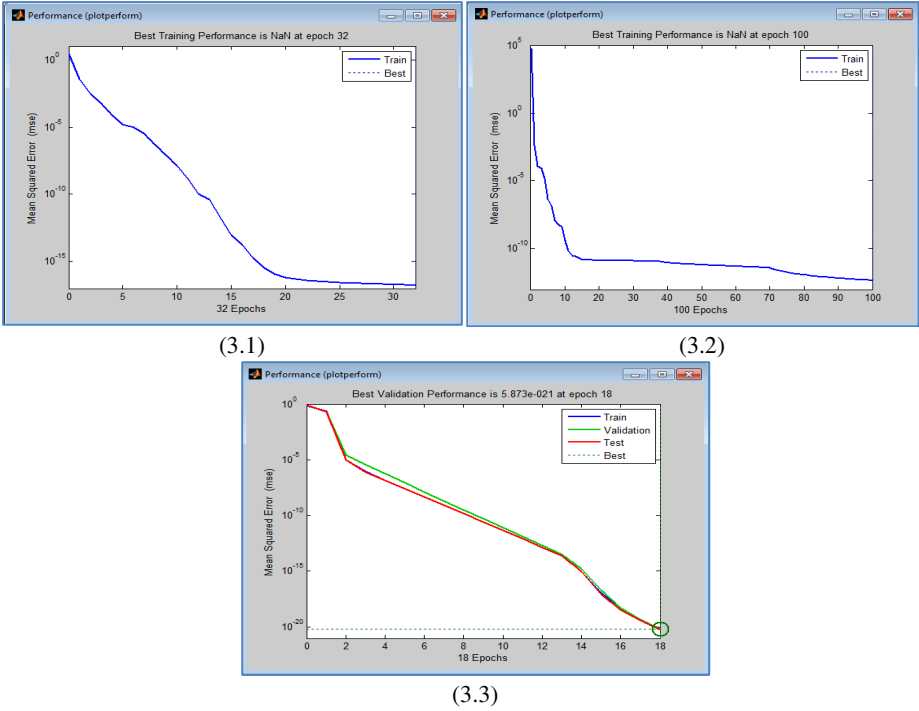 Performance (plotperform)
Best Training Performance is NaN at epoch 32
Mean Squared Error (mse)
10^0
10^-5
10^-10
10^-15
Train
Best
0 5 10 15 20 25 30
32 Epochs
(3.1)
Performance (plotperform)
Best Training Performance is NaN at epoch 100
Mean Squared Error (mse)
10^5
10^0
10^-5
10^-10
Train
Best
0 10 20 30 40 50 60 70 80 90 100
100 Epochs
(3.2)
Performance (plotperform)
Best Validation Performance is 5.873e-021 at epoch 18
Mean Squared Error (mse)
10^0
10^-5
10^-10
10^-15
10^-20
Train
Validation
Test
Best
0 2 4 6 8 10 12 14 16 18
18 Epochs
(3.3)